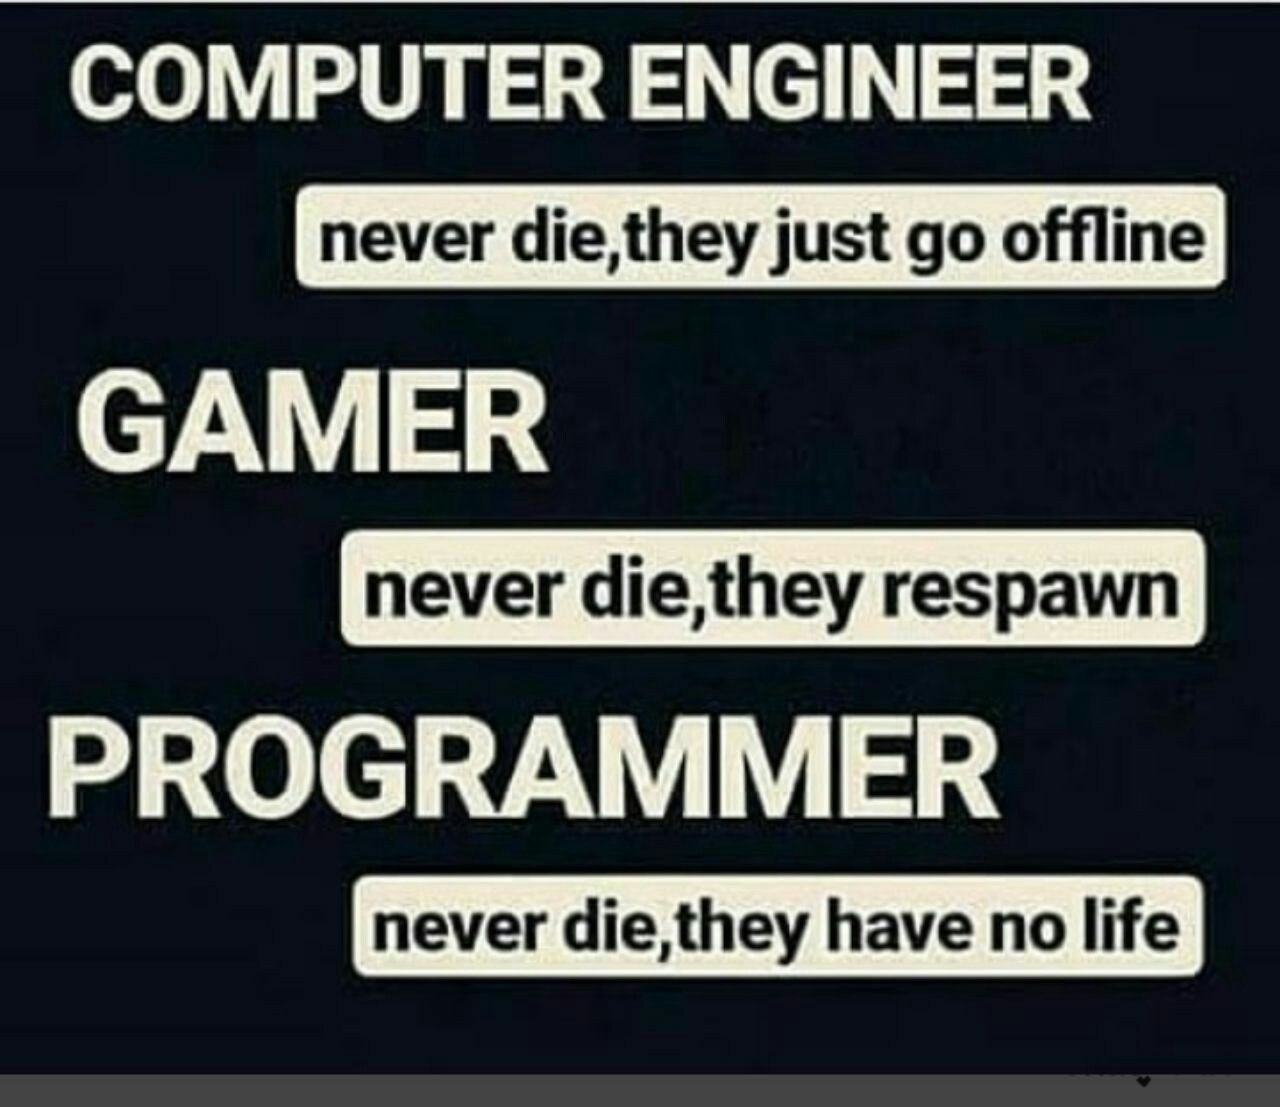 COMPUTER ENGINEER
never die,they just go offline
GAMER
never die,they respawn
PROGRAMMER
never die,they have no life